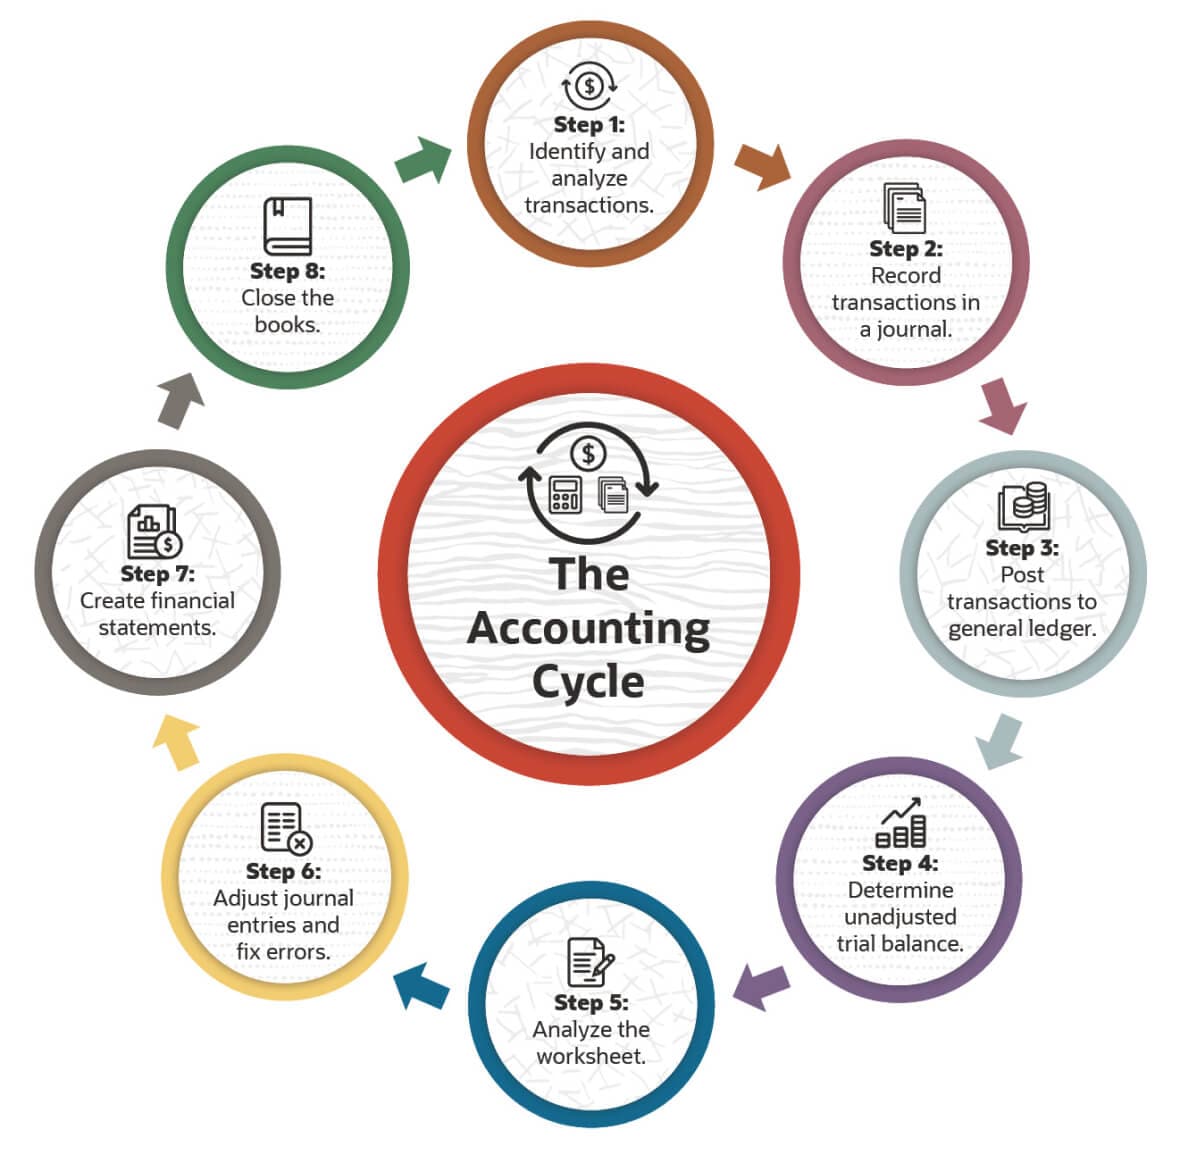 Step 1:
Identify and
analyze
transactions.
Step 2:
Record
transactions in
a journal.
Step 3:
Post
transactions to
general ledger.
Step 4:
Determine
unadjusted
trial balance.
Step 5:
Analyze the
worksheet.
Step 6:
Adjust journal
entries and
fix errors.
Step 7:
Create financial
statements.
Step 8:
Close the
books.
The
Accounting
Cycle